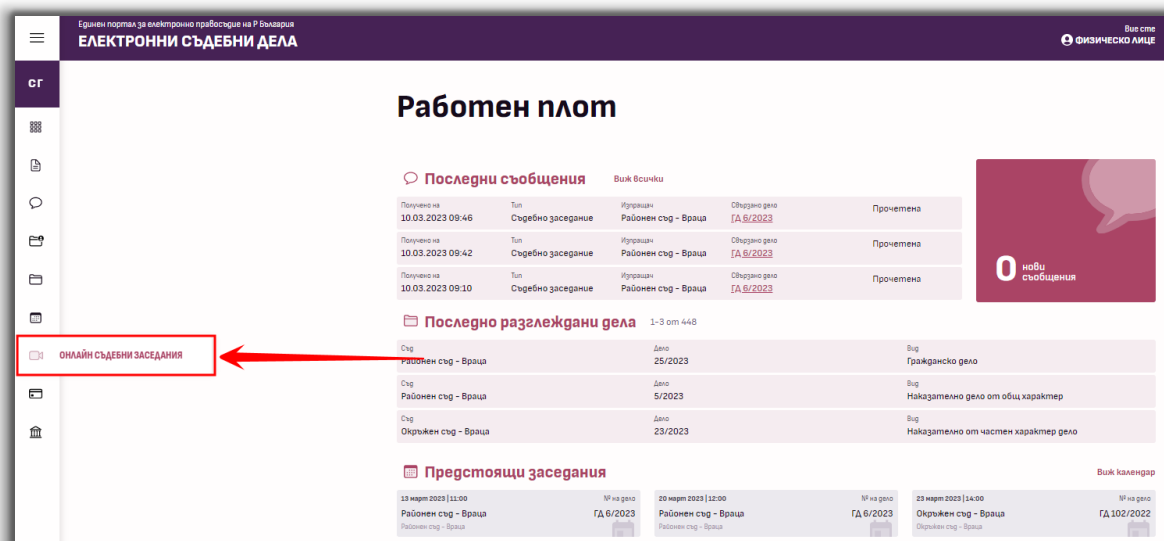 Единен портал за електронно правосъдие на Р България
ЕЛЕКТРОННИ СЪДЕБНИ ДЕЛА
Вие сте
ФИЗИЧЕСКО ЛИЦЕ
СГ
Работен плот
Последни съобщения Виж всички
Получено на Тип Изпращач Свързано дело
10.03.2023 09:46 Съдебно заседание Районен съд - Враца ГД 6/2023 Прочетена
Получено на Тип Изпращач Свързано дело
10.03.2023 09:42 Съдебно заседание Районен съд - Враца ГД 6/2023 Прочетена
Получено на Тип Изпращач Свързано дело
10.03.2023 09:10 Съдебно заседание Районен съд - Враца ГД 6/2023 Прочетена
0 нови
съобщения
Последно разглеждани дела 1-3 от 448
Съд Дело Вид
Районен съд - Враца 25/2023 Гражданско дело
ОНЛАЙН СЪДЕБНИ ЗАСЕДАНИЯ
Съд Дело Вид
Районен съд - Враца 5/2023 Наказателно дело от общ характер
Съд Дело Вид
Окръжен съд - Враца 23/2023 Наказателно от частен характер дело
Предстоящи заседания Виж календар
13 март 2023 | 11:00 № на дело 20 март 2023 | 12:00 № на дело 23 март 2023 | 14:00 № на дело
Районен съд - Враца ГД 6/2023 Районен съд - Враца ГД 6/2023 Окръжен съд - Враца ГД 102/2022
Районен съд - Враца Районен съд - Враца Окръжен съд - Враца